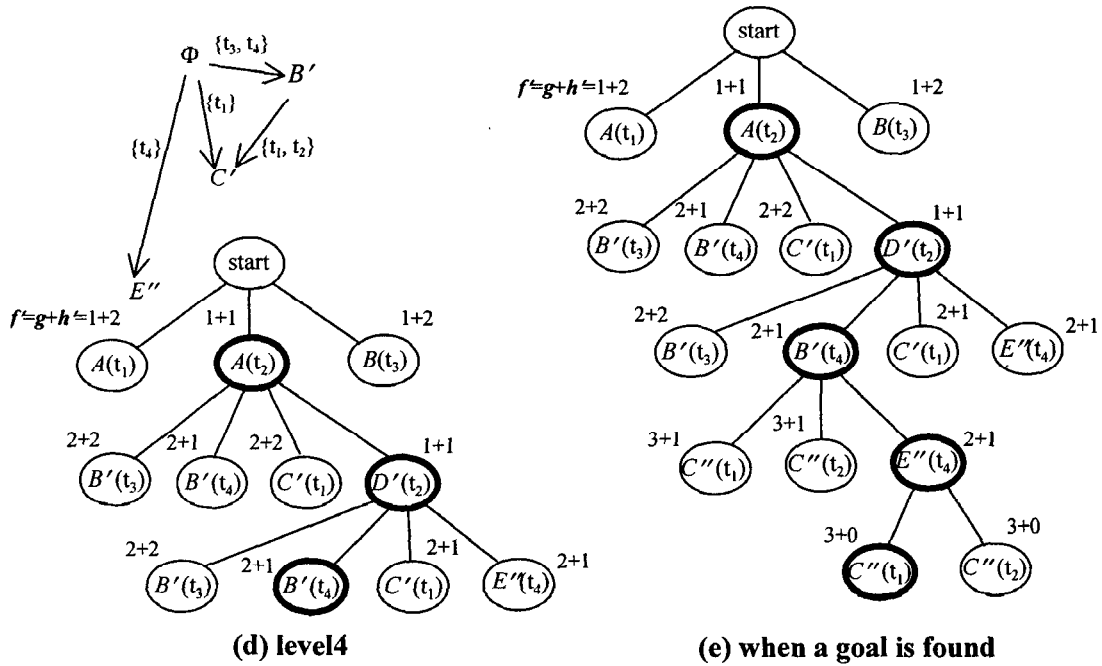 Φ
{t₃, t₄}
B′
{t₁}
{t₄}
{t₁, t₂}
C′
E″
start
f′=g+h′=1+2
1+1
1+2
A(t₁)
A(t₂)
B(t₃)
2+2
2+1
2+2
1+1
B′(t₃)
B′(t₄)
C′(t₁)
D′(t₂)
2+2
2+1
2+1
2+1
B′(t₃)
B′(t₄)
C′(t₁)
E″(t₄)
(d) level4
start
f′=g+h′=1+2
1+1
1+2
A(t₁)
A(t₂)
B(t₃)
2+2
2+1
2+2
1+1
B′(t₃)
B′(t₄)
C′(t₁)
D′(t₂)
2+2
2+1
2+1
2+1
B′(t₃)
B′(t₄)
C′(t₁)
E″(t₄)
3+1
3+1
2+1
C″(t₁)
C″(t₂)
E″(t₄)
3+0
3+0
C″(t₁)
C″(t₂)
(e) when a goal is found